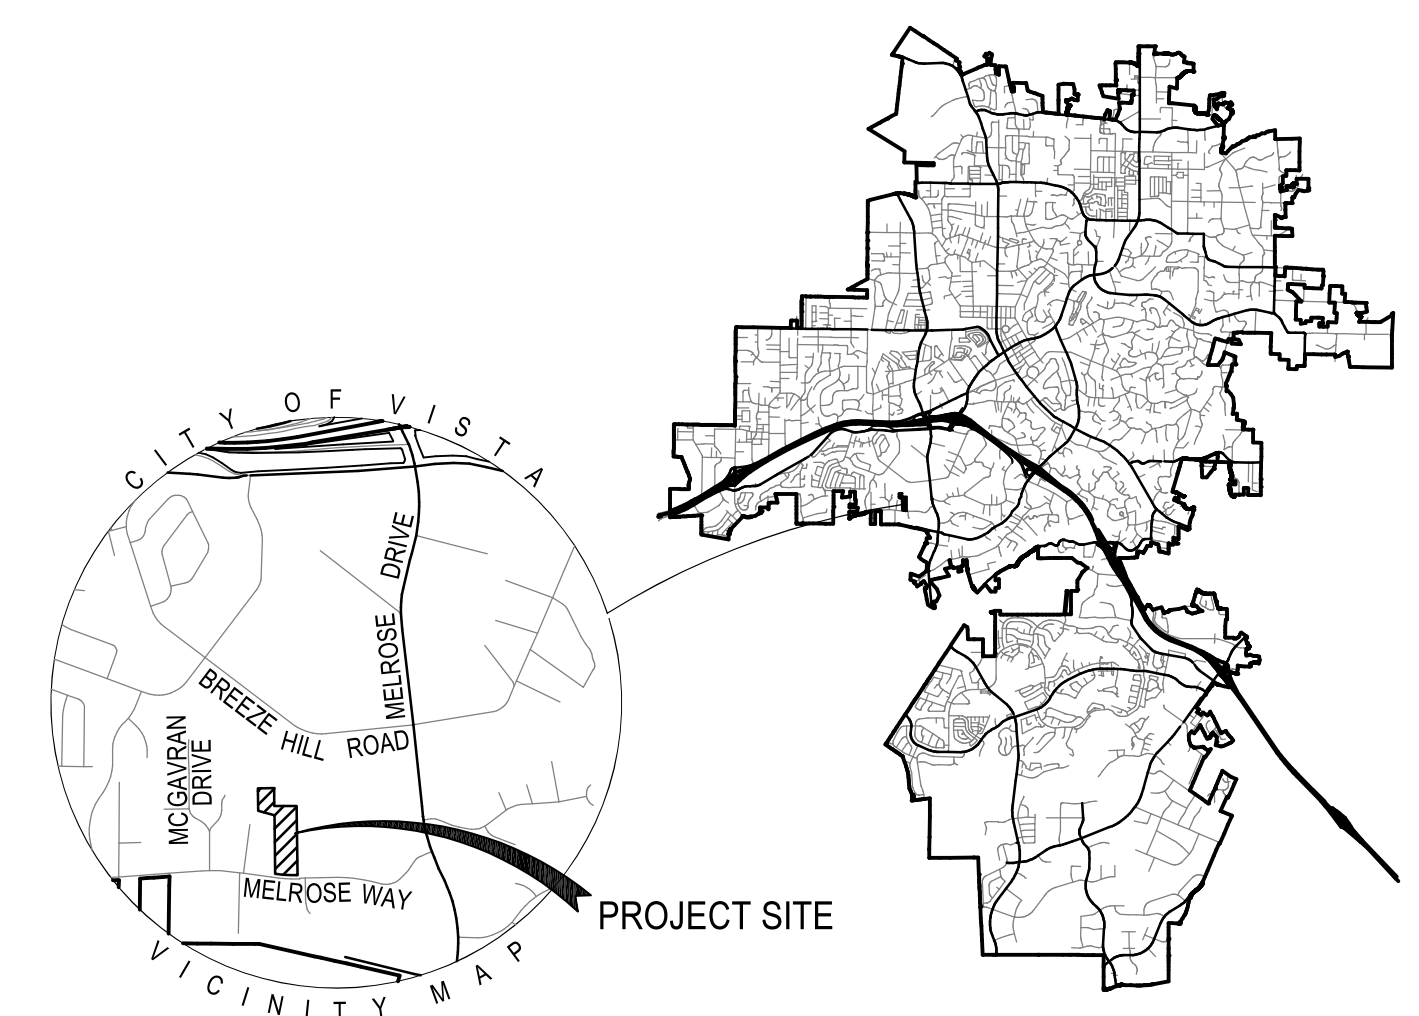 CITY OF VISTA
MELROSE DRIVE
BREEZE HILL ROAD
MCGAVRAN
DRIVE
MELROSE WAY
PROJECT SITE
VICINITY MAP